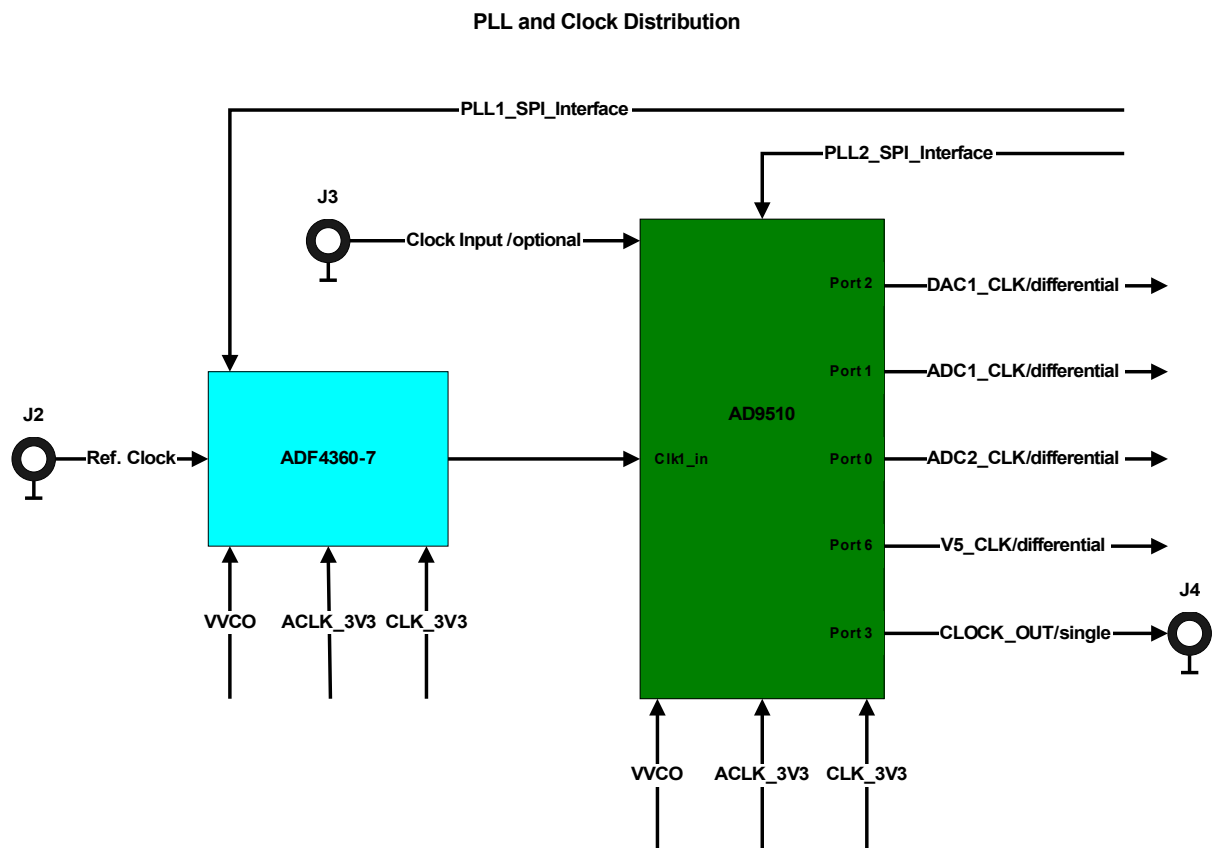 PLL and Clock Distribution
PLL1_SPI_Interface
PLL2_SPI_Interface
J3
Clock Input /optional
Port 2
DAC1_CLK/differential
Port 1
ADC1_CLK/differential
J2
AD9510
Ref. Clock
ADF4360-7
Clk1_in
Port 0
ADC2_CLK/differential
Port 6
V5_CLK/differential
J4
VVCO
ACLK_3V3
CLK_3V3
Port 3
CLOCK_OUT/single
VVCO
ACLK_3V3
CLK_3V3